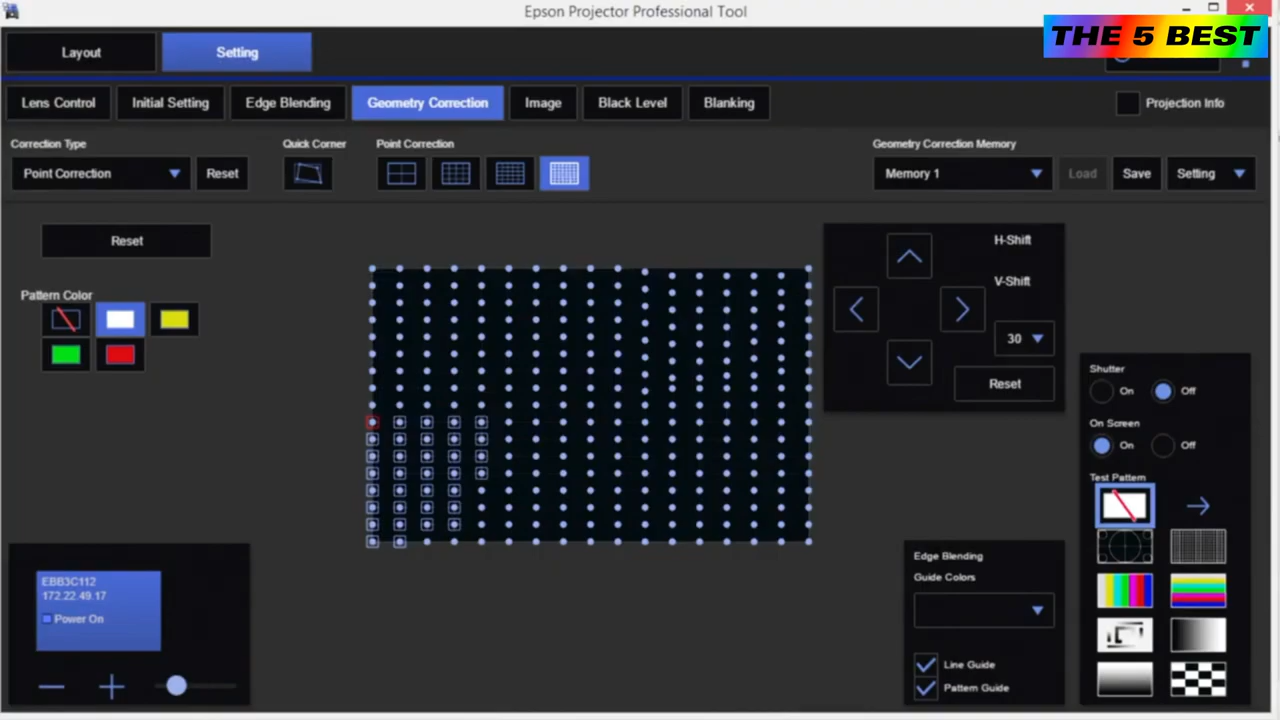 Epson Projector Professional Tool
THE 5 BEST
Layout
Setting
Lens Control
Initial Setting
Edge Blending
Geometry Correction
Image
Black Level
Blanking
Projection Info
Correction Type
Quick Corner
Point Correction
Geometry Correction Memory
Point Correction
Reset
Memory 1
Load
Save
Setting
Reset
H-Shift
V-Shift
30
Reset
Pattern Color
Shutter
On
Off
On Screen
On
Off
Test Pattern
Edge Blending
Guide Colors
Line Guide
Pattern Guide
EBB3C112
172.22.49.17
Power On